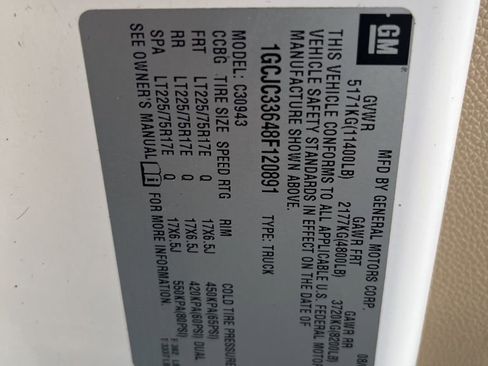 GM
MFD BY GENERAL MOTORS CORP. 08/
GVWR GAWR FRT GAWR RR
5171KG(11400LB) 2177KG(4800LB) 3720KG(8200LB)
THIS VEHICLE CONFORMS TO ALL APPLICABLE U.S. FEDERAL MOTOR
VEHICLE SAFETY STANDARDS IN EFFECT ON THE DATE OF
MANUFACTURE SHOWN ABOVE.
1GCJC33648F120891 TYPE: TRUCK
MODEL: C30943
CCBG TIRE SIZE SPEED RTG RIM COLD TIRE PRESSURE
FRT LT225/75R17E Q 17X6.5J 450KPA(65PSI)
RR LT225/75R17E Q 17X6.5J 420KPA(60PSI) DUAL
SPA LT225/75R17E Q 17X6.5J 550KPA(80PSI)
SEE OWNER'S MANUAL FOR MORE INFORMATION.